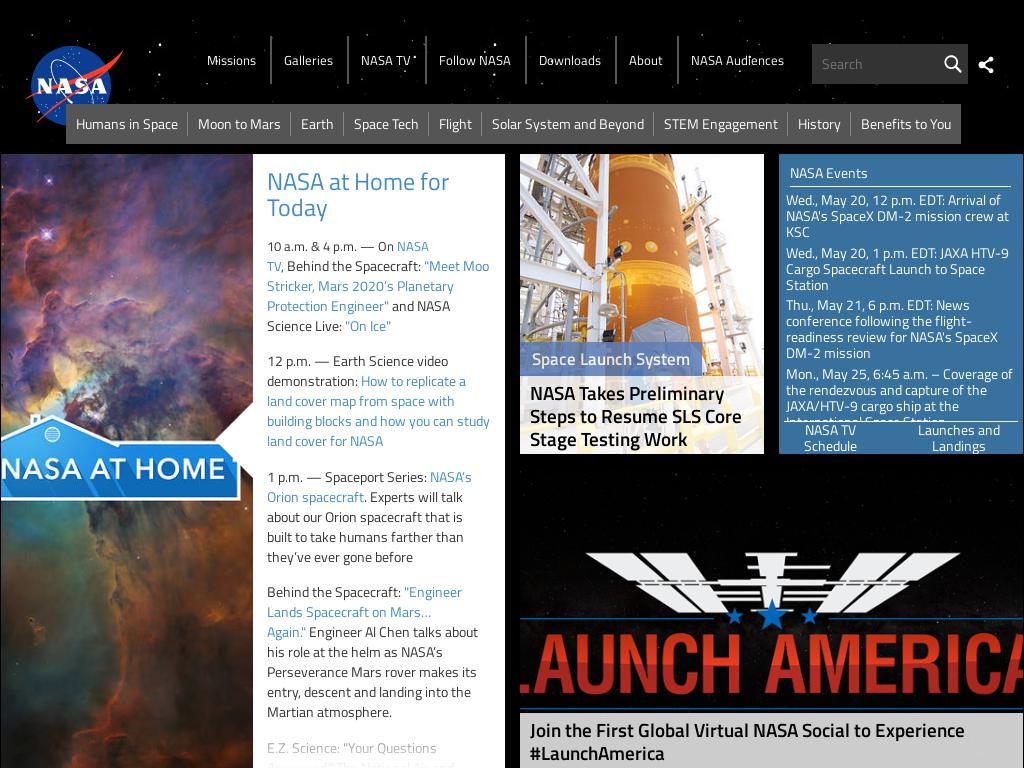 NASA
Missions
Galleries
NASA TV
Follow NASA
Downloads
About
NASA Audiences
Search
Humans in Space
Moon to Mars
Earth
Space Tech
Flight
Solar System and Beyond
STEM Engagement
History
Benefits to You
NASA AT HOME
NASA at Home for
Today
10 a.m. & 4 p.m. — On NASA
TV, Behind the Spacecraft: "Meet Moo
Stricker, Mars 2020's Planetary
Protection Engineer" and NASA
Science Live: "On Ice"
12 p.m. — Earth Science video
demonstration: How to replicate a
land cover map from space with
building blocks and how you can study
land cover for NASA
1 p.m. — Spaceport Series: NASA's
Orion spacecraft. Experts will talk
about our Orion spacecraft that is
built to take humans farther than
they've ever gone before
Behind the Spacecraft: "Engineer
Lands Spacecraft on Mars…
Again." Engineer Al Chen talks about
his role at the helm as NASA's
Perseverance Mars rover makes its
entry, descent and landing into the
Martian atmosphere.
E.Z. Science: "Your Questions
Space Launch System
NASA Takes Preliminary
Steps to Resume SLS Core
Stage Testing Work
NASA Events
Wed., May 20, 12 p.m. EDT: Arrival of
NASA's SpaceX DM-2 mission crew at
KSC
Wed., May 20, 1 p.m. EDT: JAXA HTV-9
Cargo Spacecraft Launch to Space
Station
Thu., May 21, 6 p.m. EDT: News
conference following the flight-
readiness review for NASA's SpaceX
DM-2 mission
Mon., May 25, 6:45 a.m. – Coverage of
the rendezvous and capture of the
JAXA/HTV-9 cargo ship at the
NASA TV
Schedule
Launches and
Landings
LAUNCH AMERICA
Join the First Global Virtual NASA Social to Experience
#LaunchAmerica